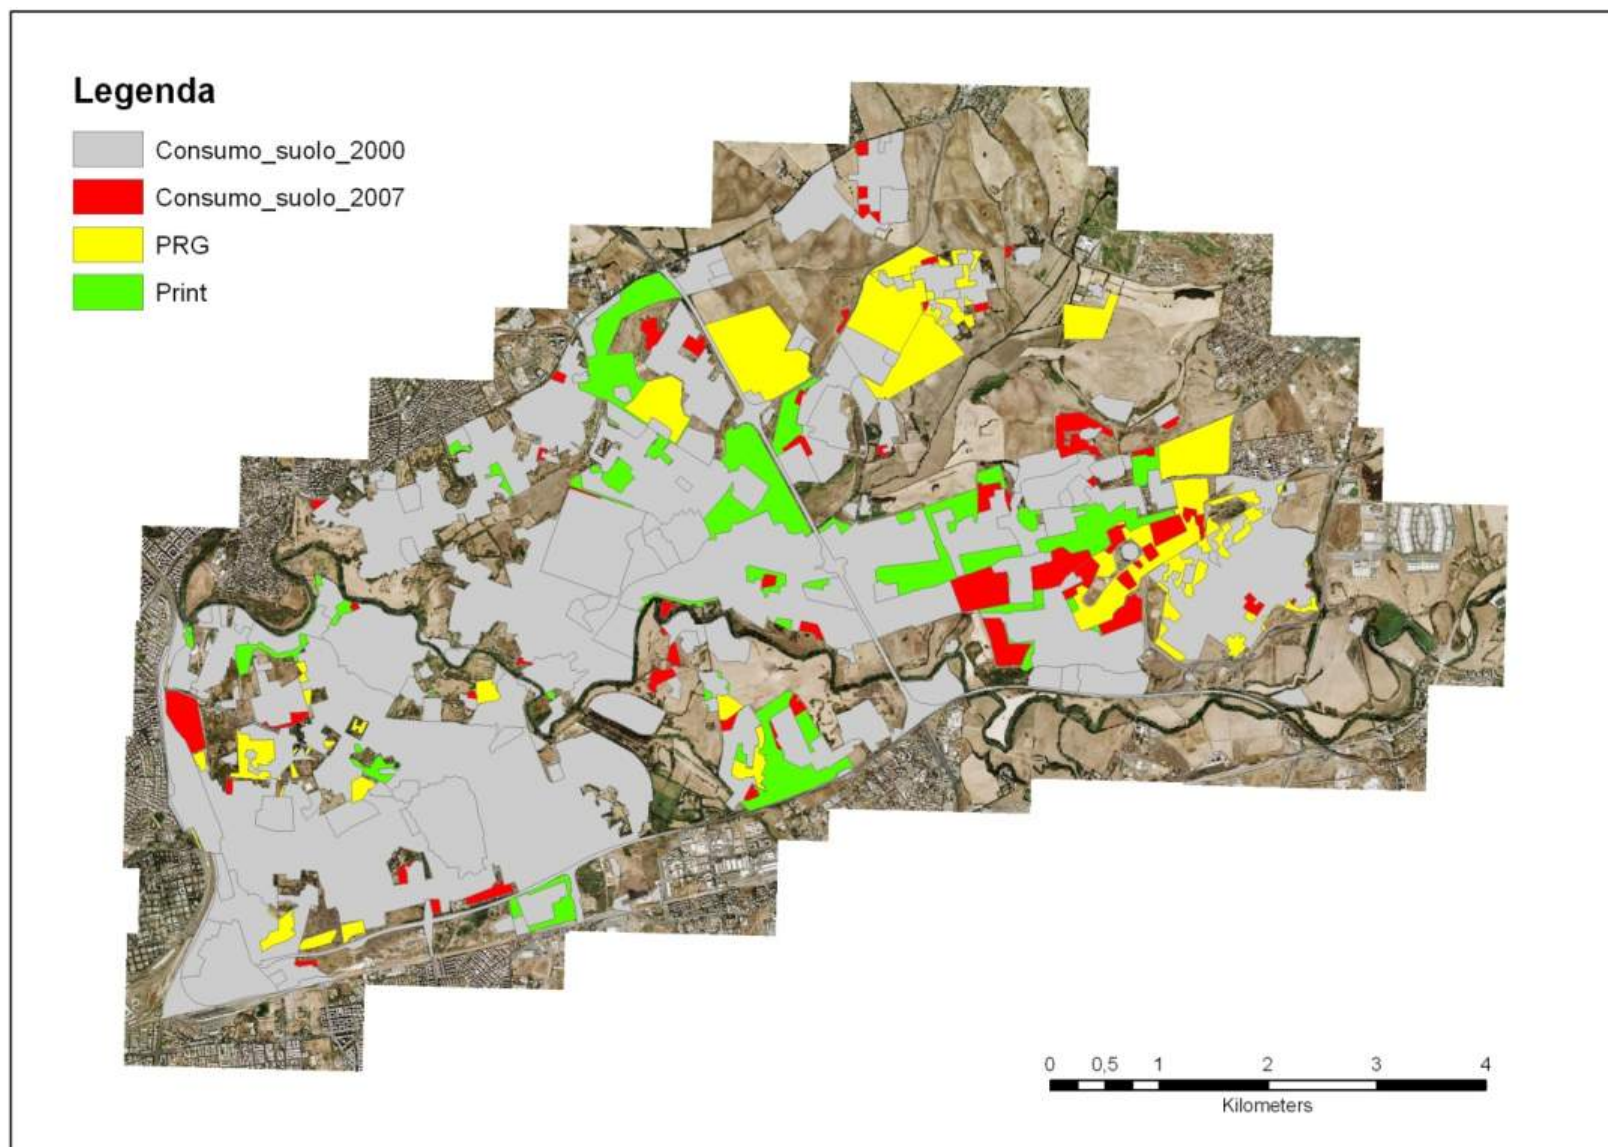 Legenda
Consumo_suolo_2000
Consumo_suolo_2007
PRG
Print
0 0,5 1 2 3 4
Kilometers